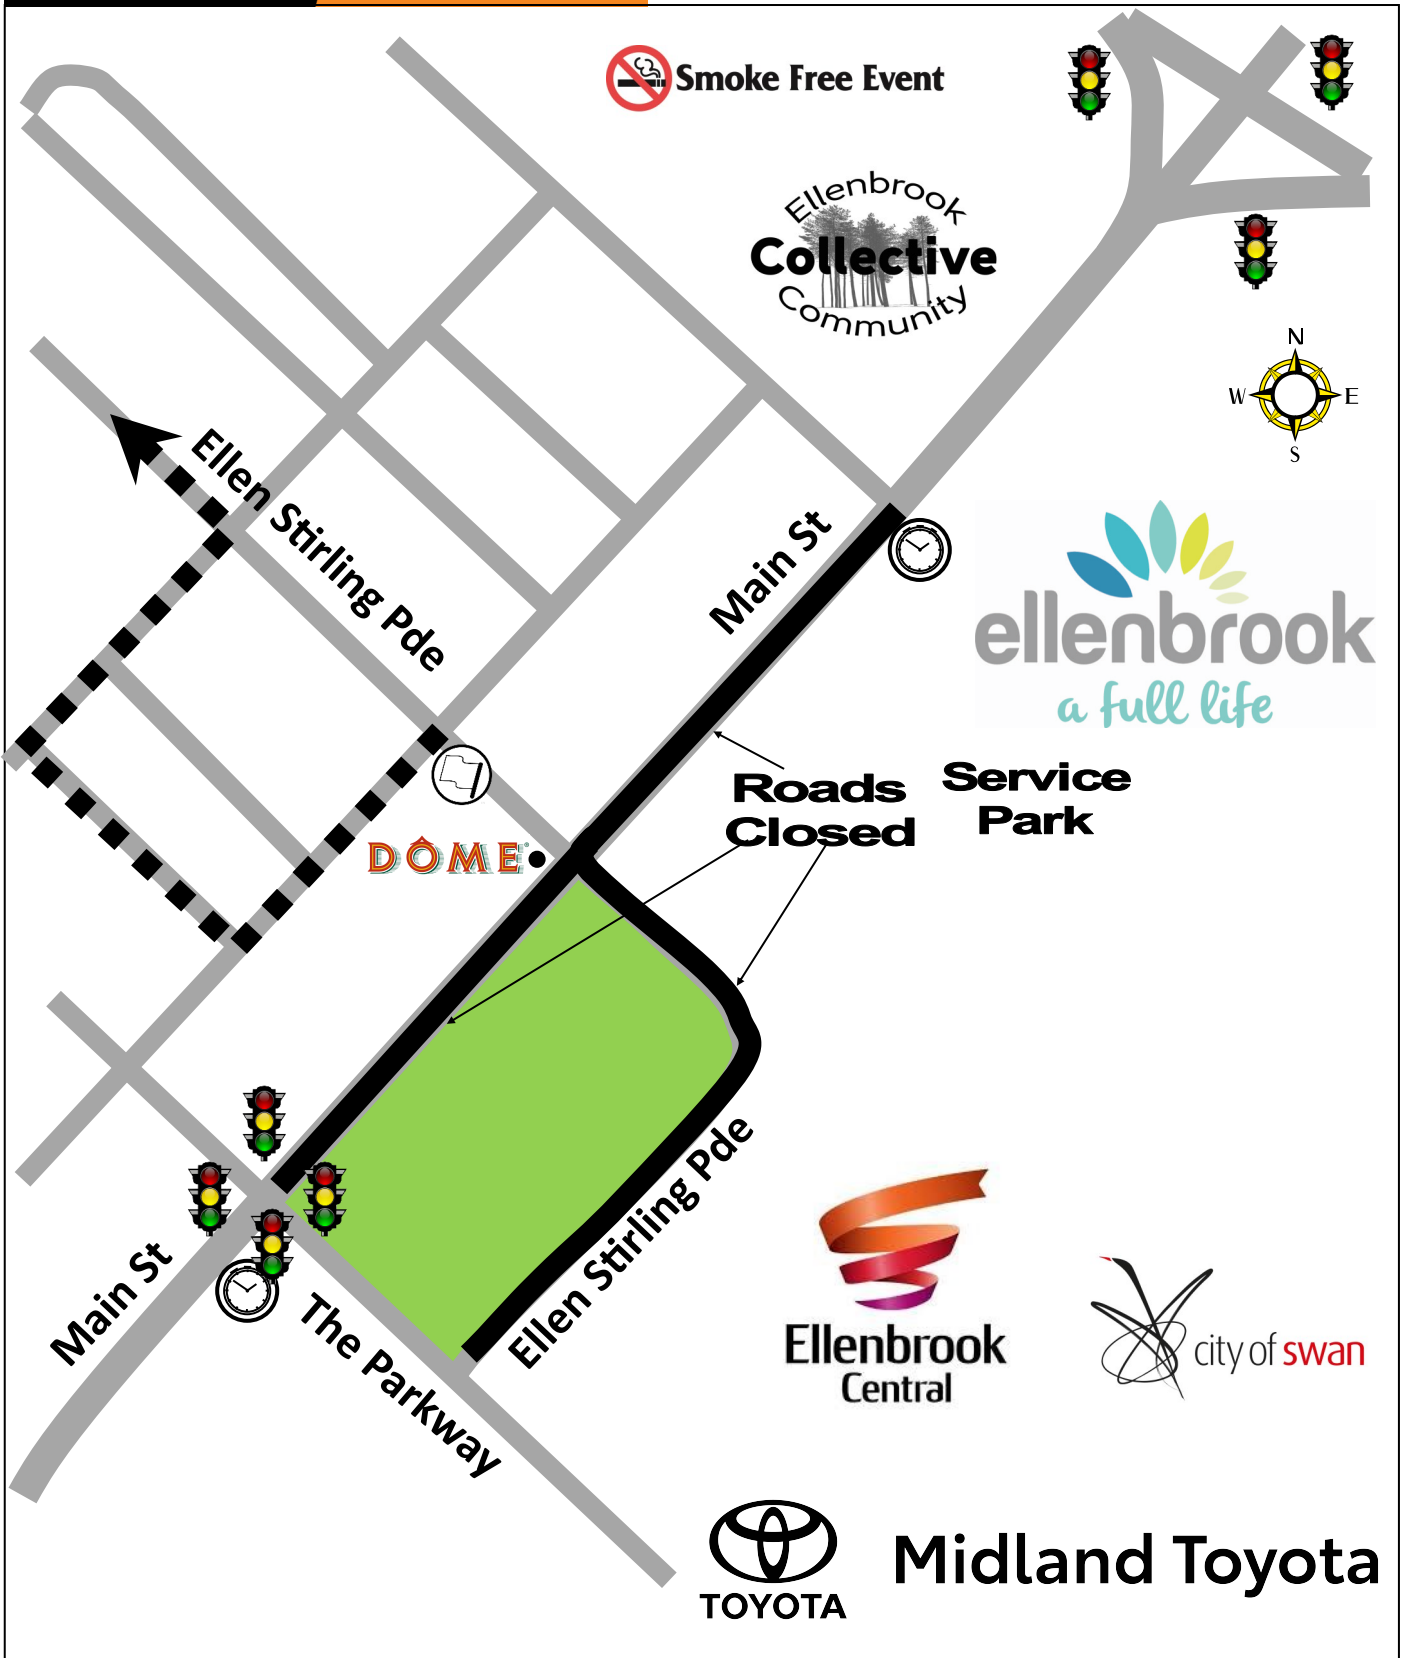 Smoke Free Event
Ellenbrook
Collective
Community
N
W E
S
Ellen Stirling Pde
Main St
ellenbrook
a full life
Roads
Closed
Service
Park
DÔME
Ellen Stirling Pde
Main St
The Parkway
Ellenbrook
Central
city of swan
TOYOTA
Midland Toyota